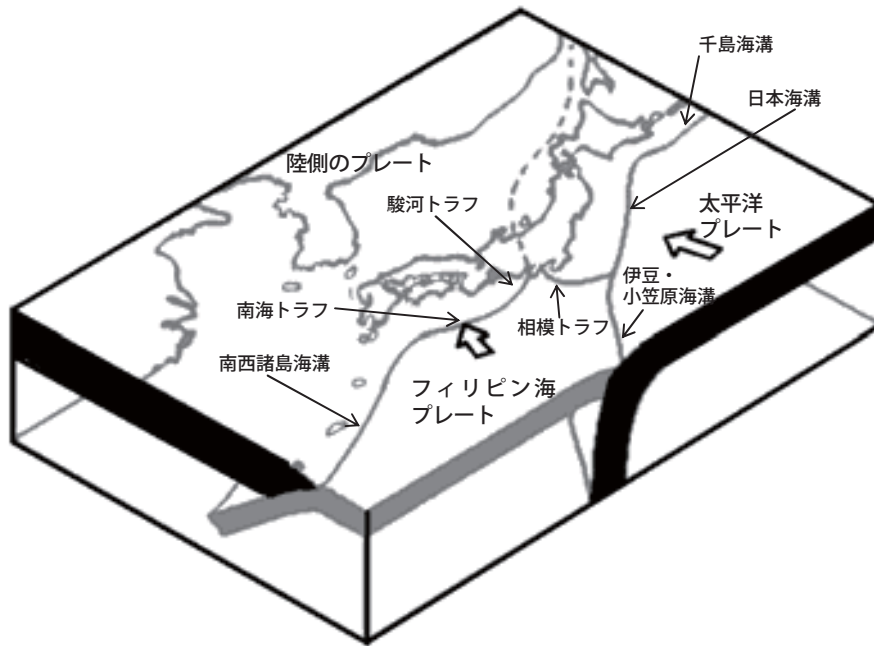 千島海溝
日本海溝
陸側のプレート
駿河トラフ
太平洋
プレート
伊豆・
小笠原海溝
南海トラフ
相模トラフ
南西諸島海溝
フィリピン海
プレート